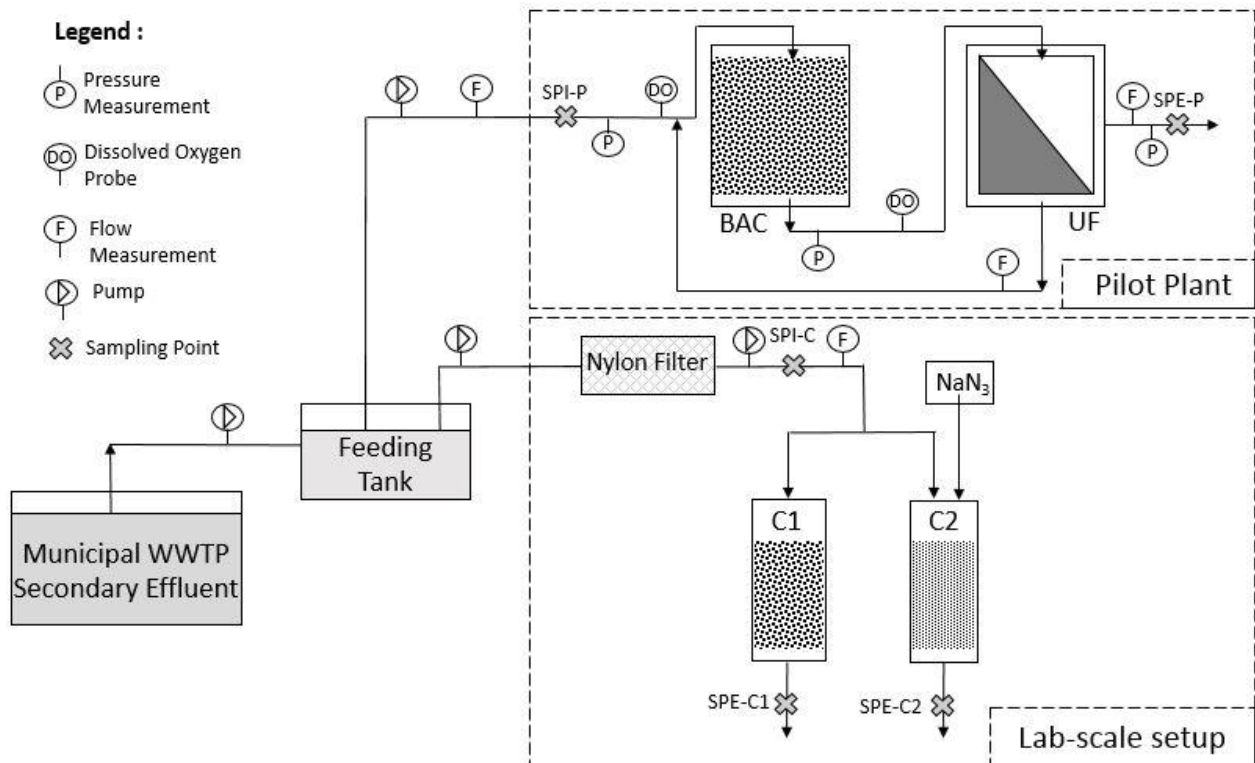 Legend :
P
Pressure
Measurement
DO
Dissolved Oxygen
Probe
F
Flow
Measurement
Pump
Sampling Point
F
SPI-P
P
DO
BAC
P
DO
UF
F
SPE-P
P
F
Pilot Plant
Nylon Filter
SPI-C
F
NaN₃
Feeding
Tank
Municipal WWTP
Secondary Effluent
C1
C2
SPE-C1
SPE-C2
Lab-scale setup